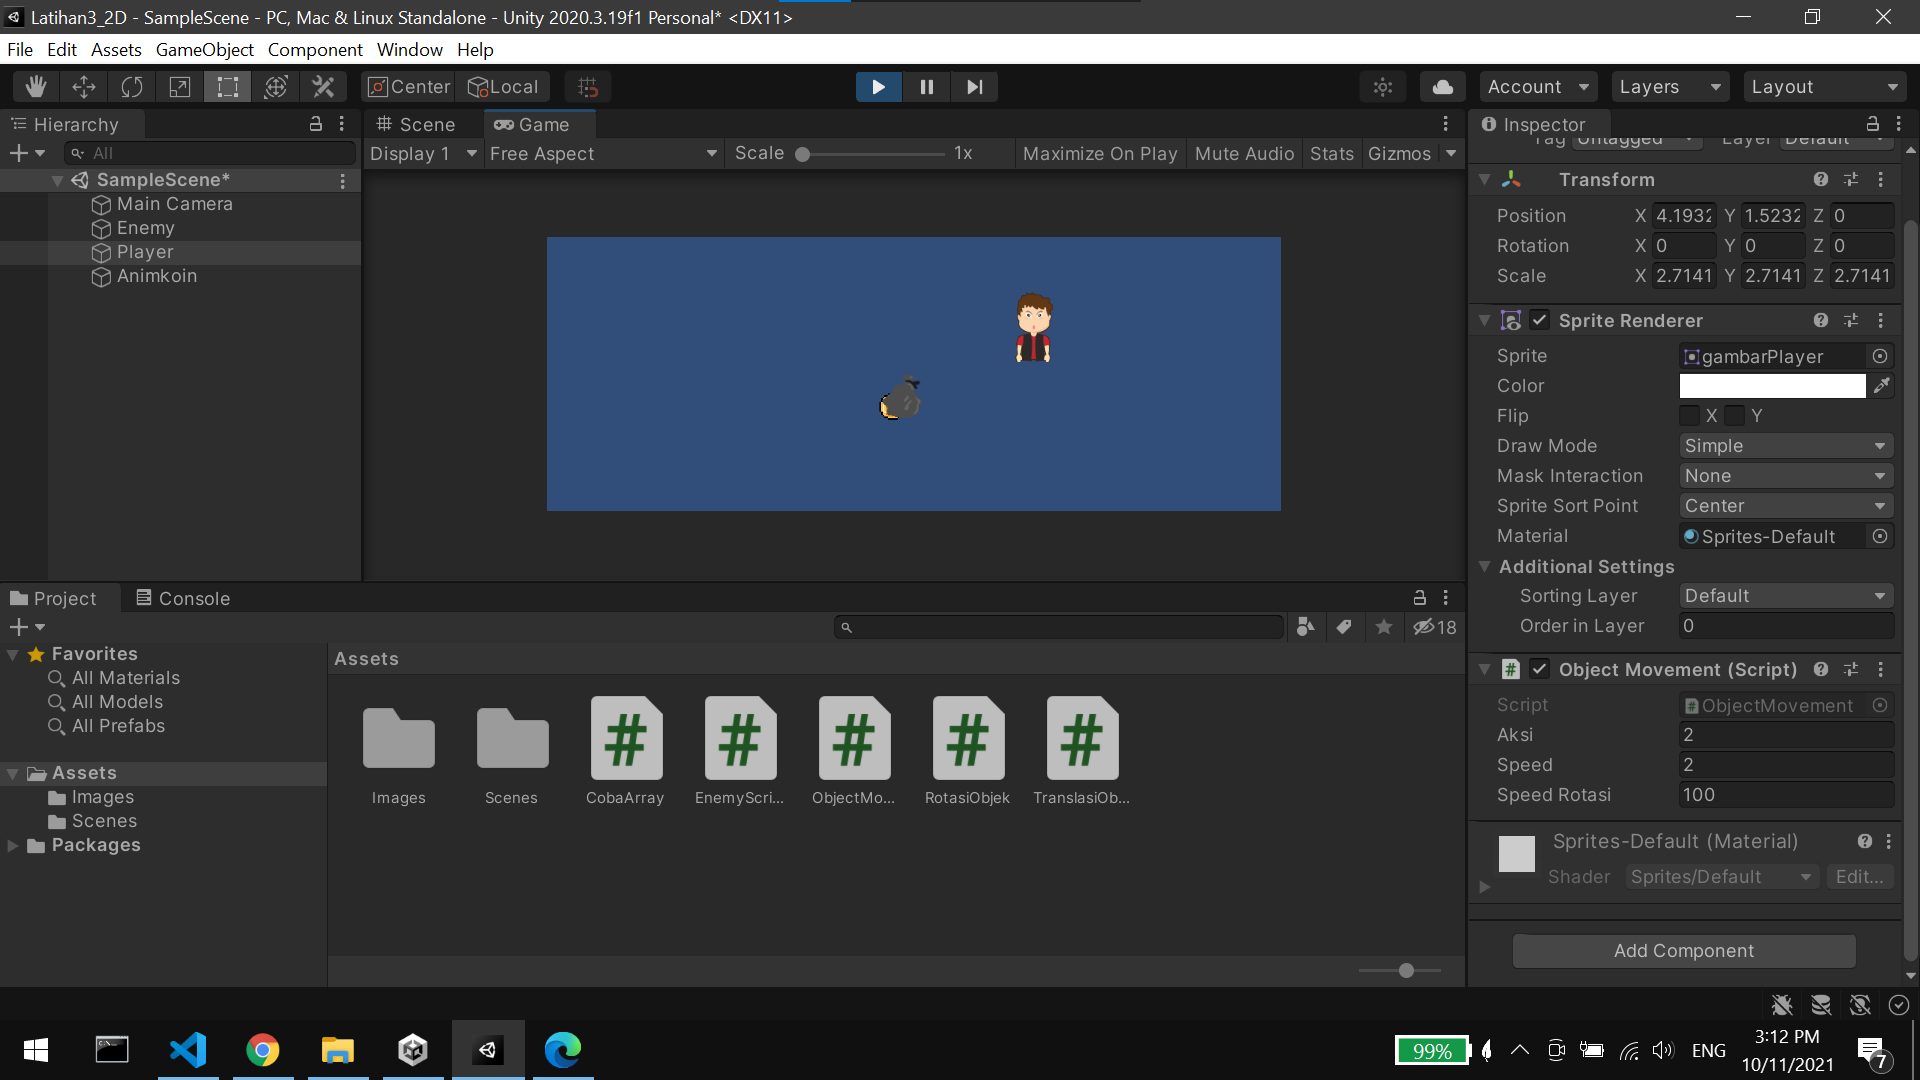 Latihan3_2D - SampleScene - PC, Mac & Linux Standalone - Unity 2020.3.19f1 Personal* <DX11>
File Edit Assets GameObject Component Window Help
Center Local Account Layers Layout
Hierarchy
All
SampleScene*
Main Camera
Enemy
Player
Animkoin
Scene Game
Display 1 Free Aspect Scale 1x Maximize On Play Mute Audio Stats Gizmos
Inspector
Tag Untagged Layer Default
Transform
Position X 4.1932 Y 1.5232 Z 0
Rotation X 0 Y 0 Z 0
Scale X 2.7141 Y 2.7141 Z 2.7141
Sprite Renderer
Sprite gambarPlayer
Color
Flip X Y
Draw Mode Simple
Mask Interaction None
Sprite Sort Point Center
Material Sprites-Default
Additional Settings
Sorting Layer Default
Order in Layer 0
# Object Movement (Script)
Script #ObjectMovement
Aksi 2
Speed 2
Speed Rotasi 100
Sprites-Default (Material)
Shader Sprites/Default Edit...
Add Component
Project Console
18
Favorites
All Materials
All Models
All Prefabs
Assets
Images
Scenes
Packages
Assets
# # # # #
Images Scenes CobaArray EnemyScri... ObjectMo... RotasiObjek TranslasiOb...
99% ENG 3:12 PM
10/11/2021
7